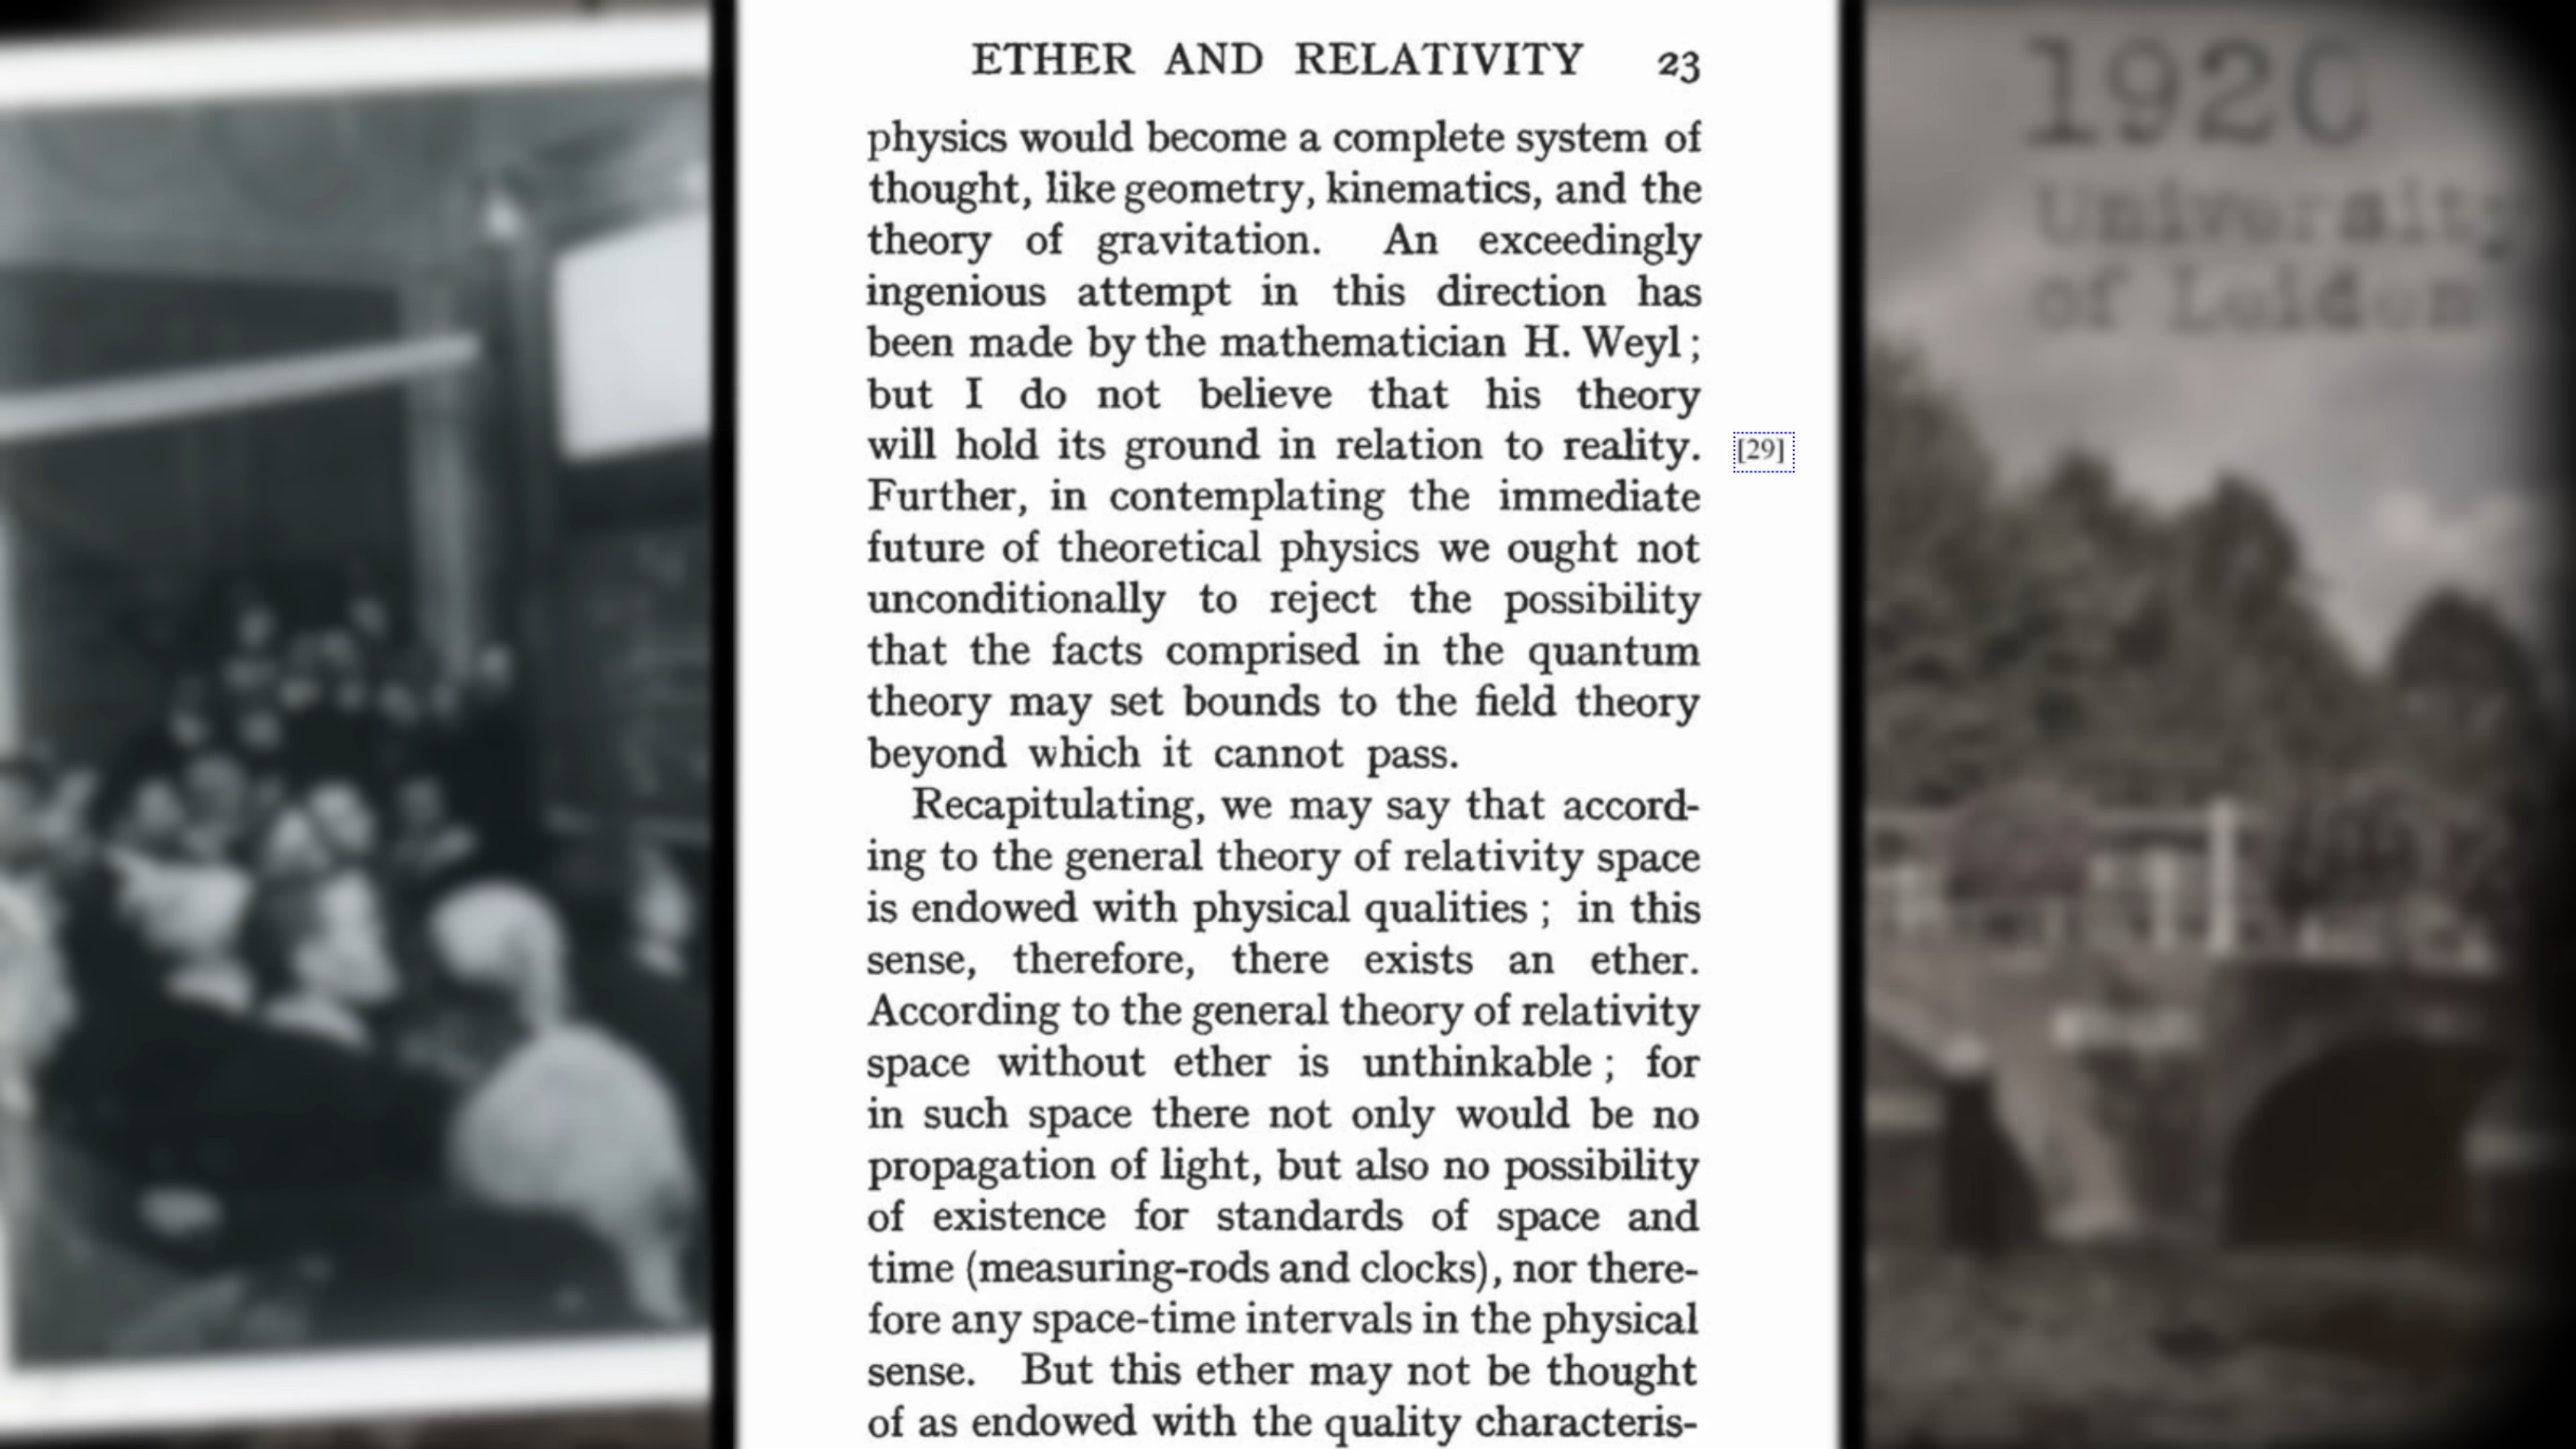 ETHER AND RELATIVITY 23
physics would become a complete system of
thought, like geometry, kinematics, and the
theory of gravitation. An exceedingly
ingenious attempt in this direction has
been made by the mathematician H. Weyl ;
but I do not believe that his theory
will hold its ground in relation to reality.
[29]
Further, in contemplating the immediate
future of theoretical physics we ought not
unconditionally to reject the possibility
that the facts comprised in the quantum
theory may set bounds to the field theory
beyond which it cannot pass.
Recapitulating, we may say that accord-
ing to the general theory of relativity space
is endowed with physical qualities ; in this
sense, therefore, there exists an ether.
According to the general theory of relativity
space without ether is unthinkable ; for
in such space there not only would be no
propagation of light, but also no possibility
of existence for standards of space and
time (measuring-rods and clocks), nor there-
fore any space-time intervals in the physical
sense. But this ether may not be thought
of as endowed with the quality characteris-
1920
University
of Leiden